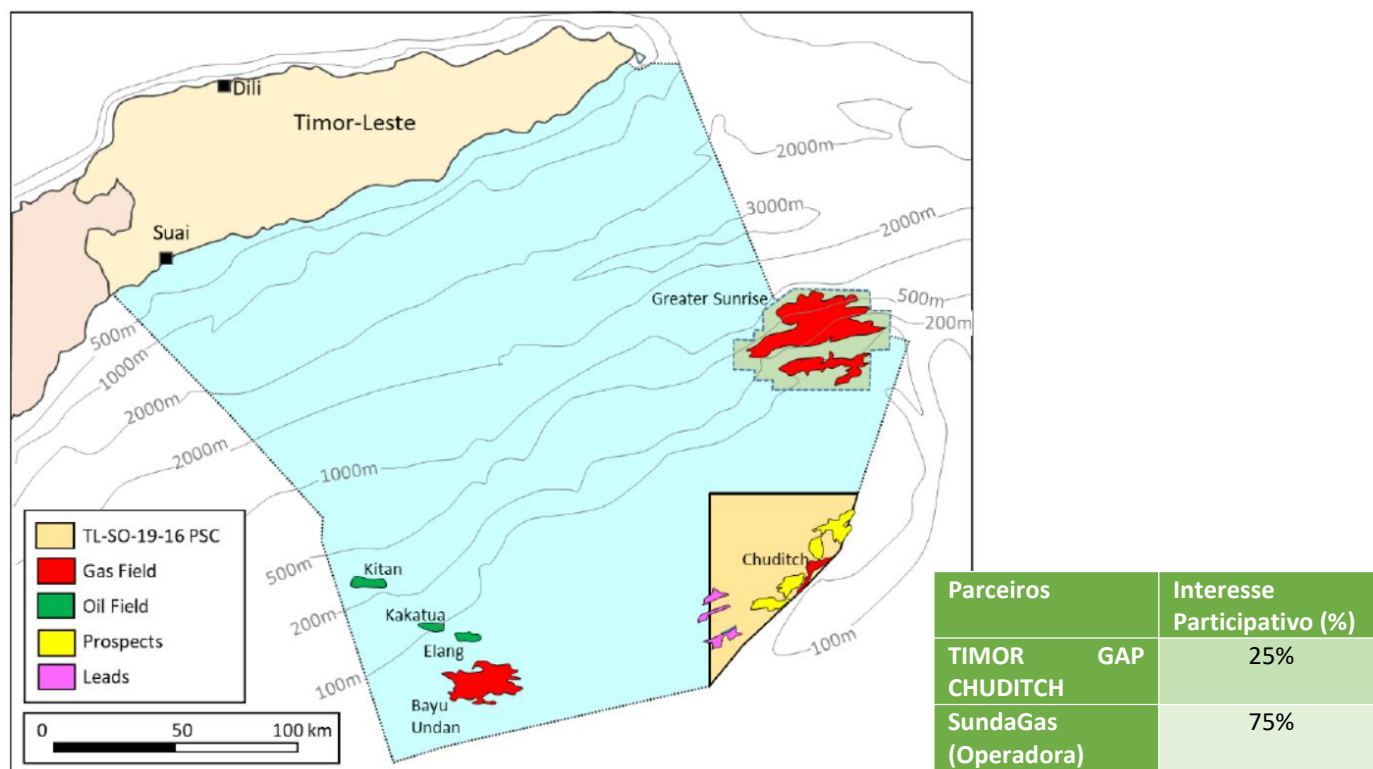 Dili
Timor-Leste
2000m
3000m
2000m
Suai
Greater Sunrise
500m
200m
500m
1000m
2000m
2000m
1000m
TL-SO-19-16 PSC
Gas Field
Oil Field
Prospects
Leads
0 50 100 km
500m
Kitan
200m
Kakatua
Elang
100m
Bayu
Undan
Chuditch
100m
Parceiros Interesse
Participativo (%)
TIMOR GAP 25%
CHUDITCH
SundaGas 75%
(Operadora)